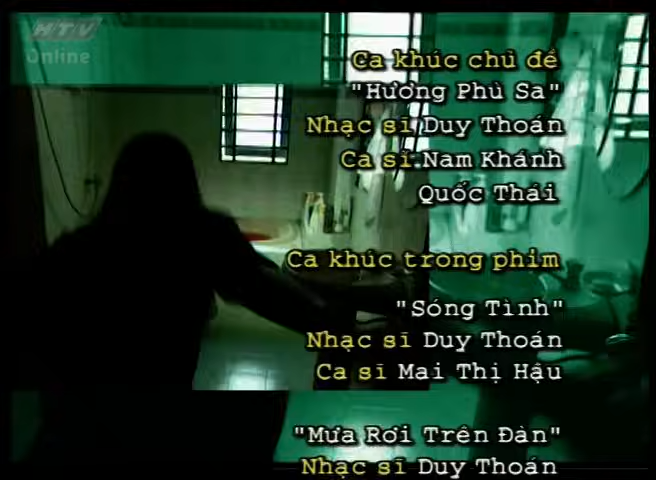 HTV
Online
Ca khúc chủ đề
"Hương Phù Sa"
Nhạc sĩ Duy Thoán
Ca sĩ Nam Khánh
Quốc Thái
Ca khúc trong phim
"Sóng Tình"
Nhạc sĩ Duy Thoán
Ca sĩ Mai Thị Hậu
"Mưa Rơi Trên Đàn"
Nhạc sĩ Duy Thoán